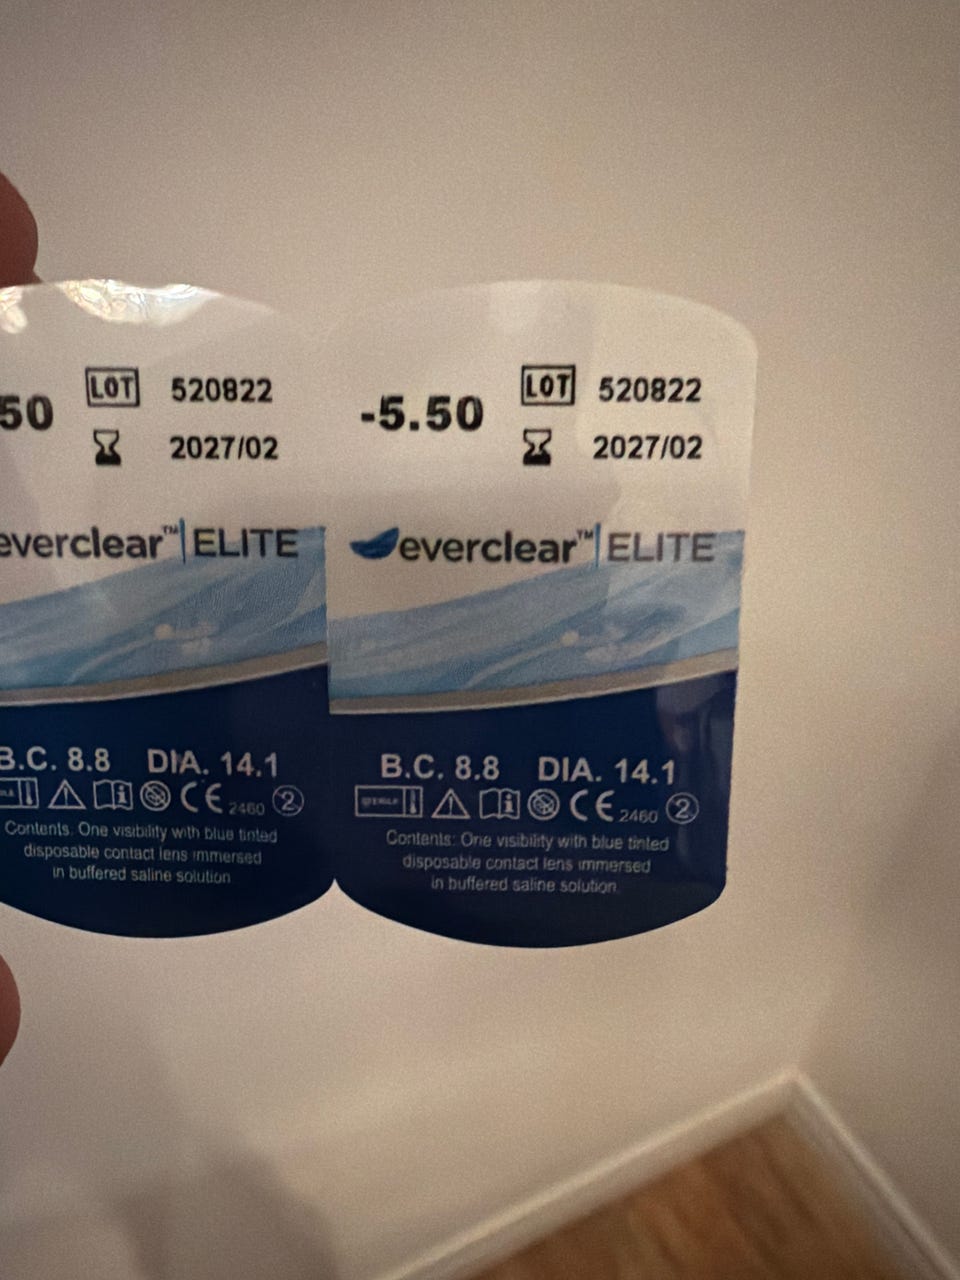 50
LOT 520822
2027/02
everclear™ ELITE
B.C. 8.8 DIA. 14.1
CE 2460 2
Contents: One visibility with blue tinted
disposable contact lens immersed
in buffered saline solution
-5.50
LOT 520822
2027/02
everclear™ ELITE
B.C. 8.8 DIA. 14.1
STERILE CE 2460 2
Contents: One visibility with blue tinted
disposable contact lens immersed
in buffered saline solution.